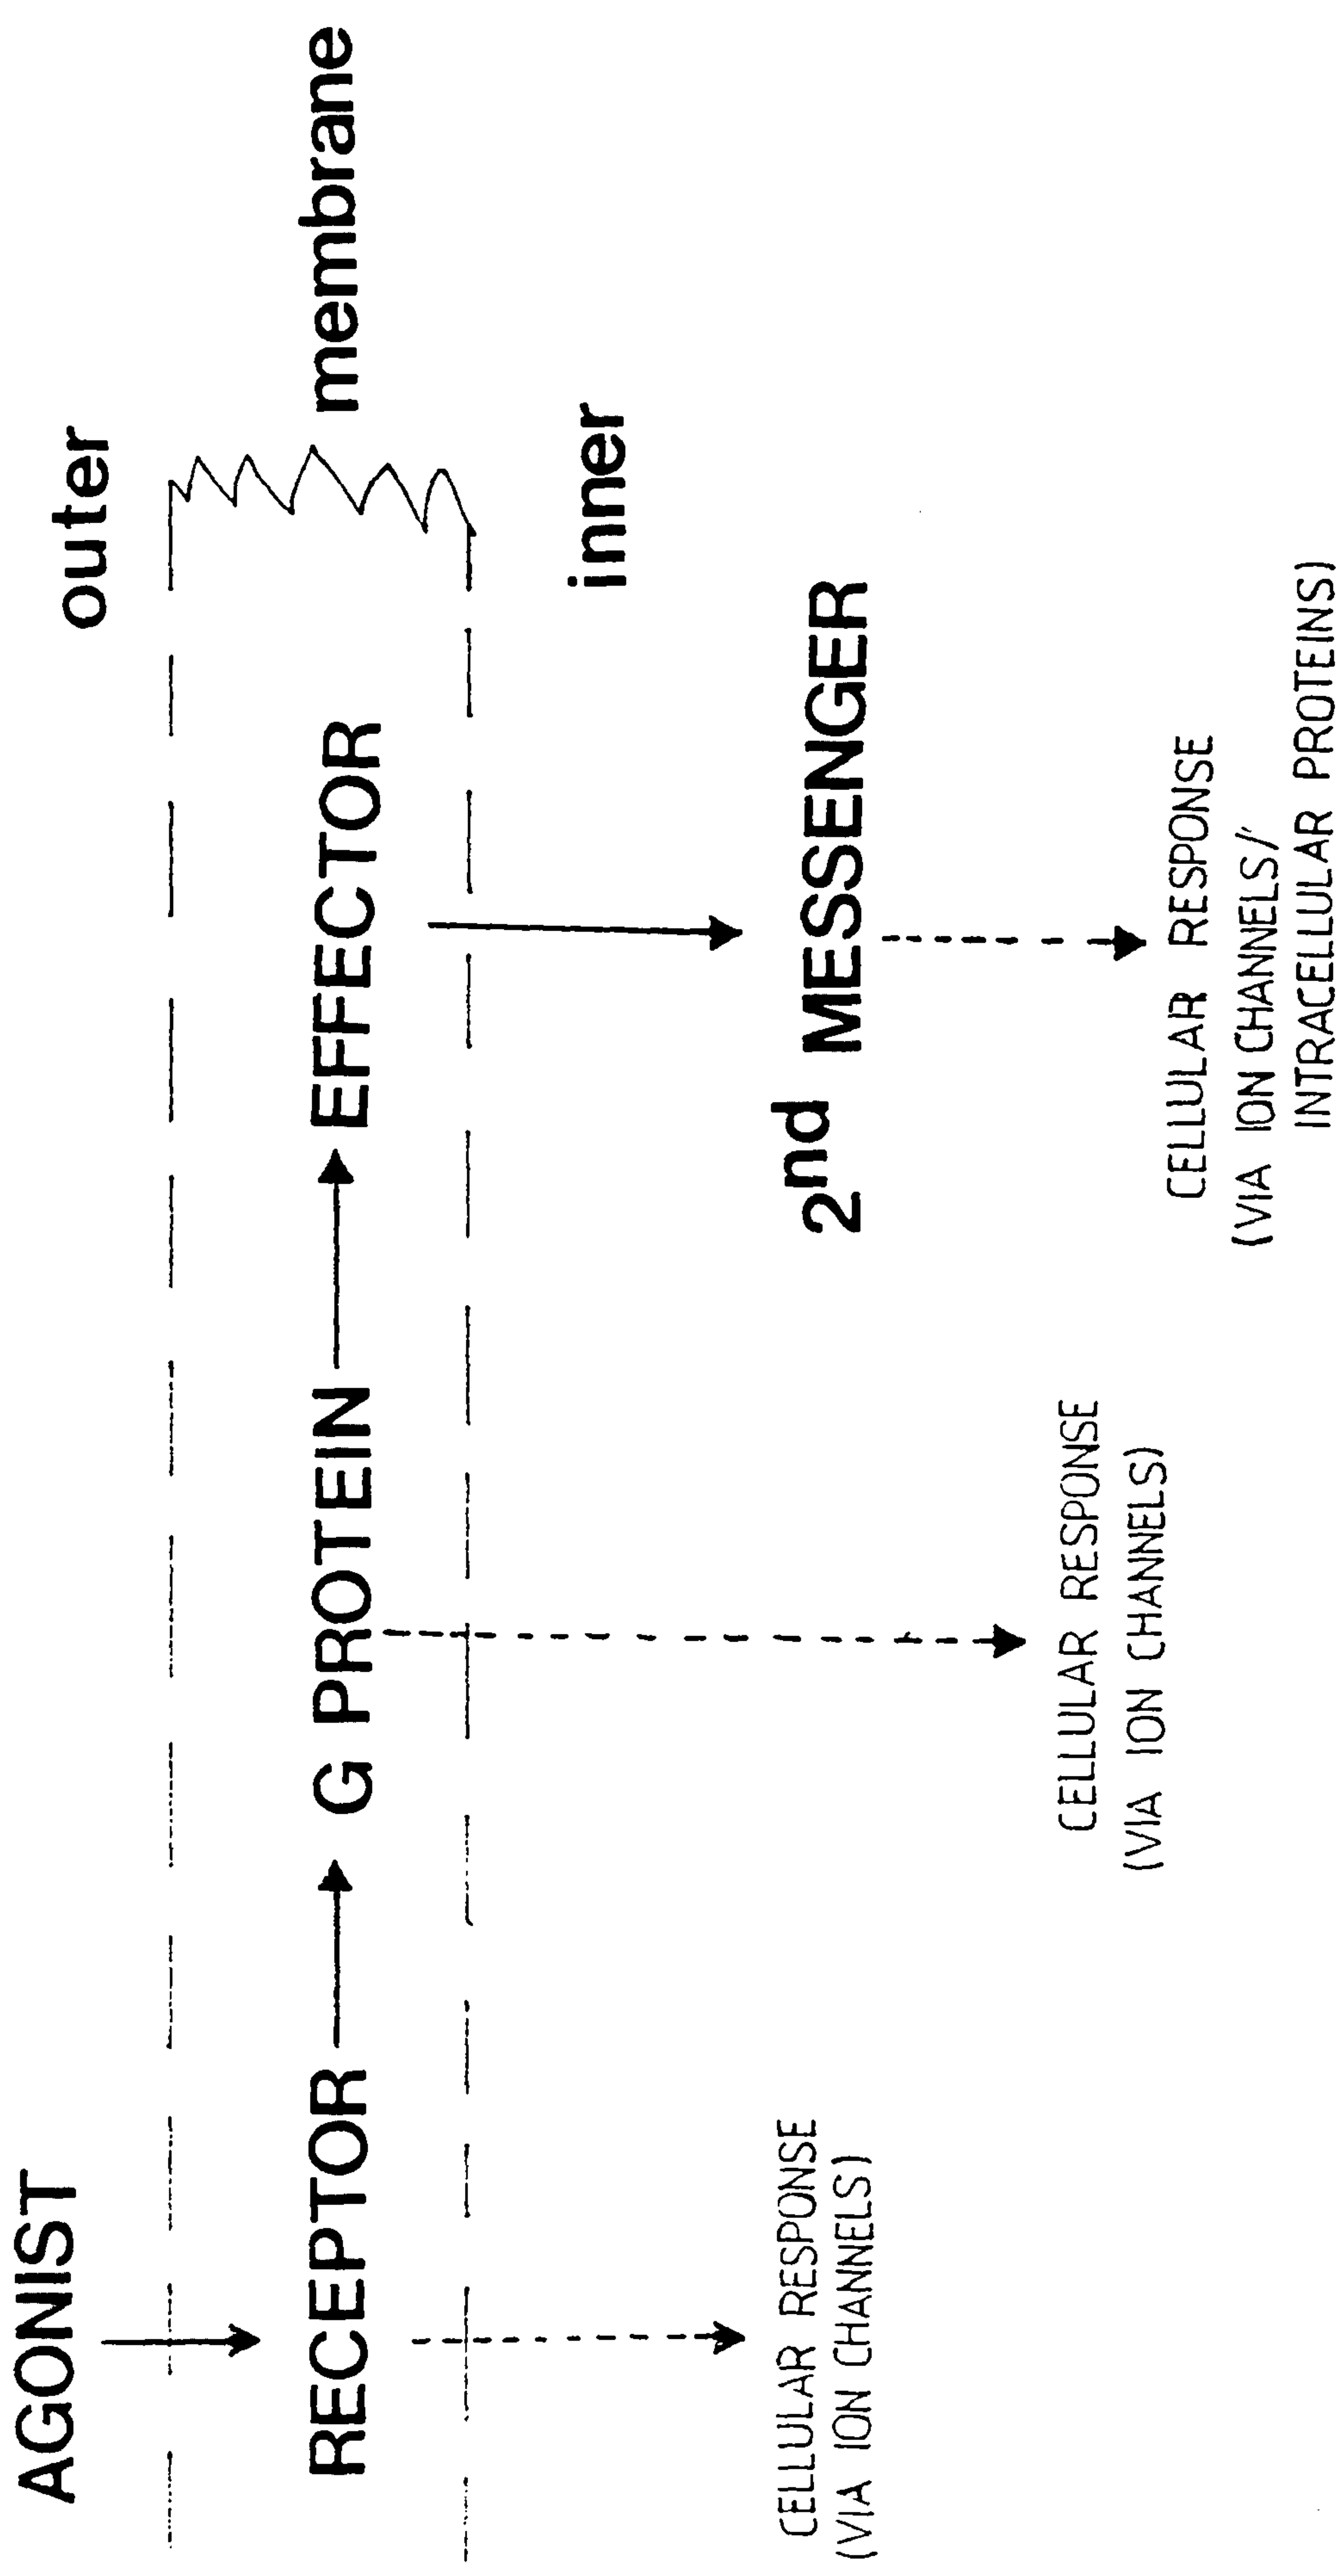 AGONIST
outer
RECEPTOR
G PROTEIN
EFFECTOR
membrane
inner
2nd MESSENGER
CELLULAR RESPONSE
(VIA ION CHANNELS)
CELLULAR RESPONSE
(VIA ION CHANNELS)
CELLULAR RESPONSE
(VIA ION CHANNELS/
INTRACELLULAR PROTEINS)